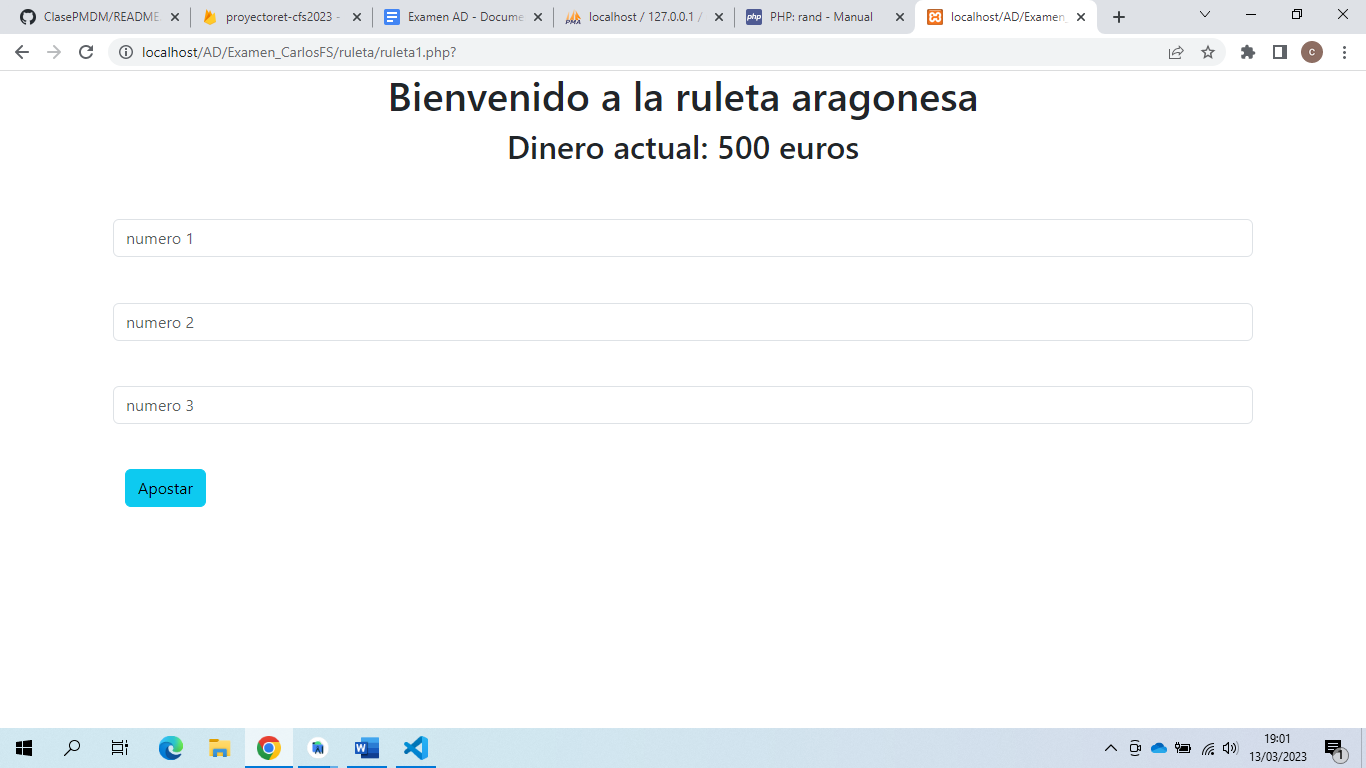 ClasePMDM/README.
proyectoret-cfs2023 -
Examen AD - Docume
localhost / 127.0.0.1 /
PHP: rand - Manual
localhost/AD/Examen_
localhost/AD/Examen_CarlosFS/ruleta/ruleta1.php?
c
Bienvenido a la ruleta aragonesa
Dinero actual: 500 euros
numero 1
numero 2
numero 3
Apostar
19:01
13/03/2023
1